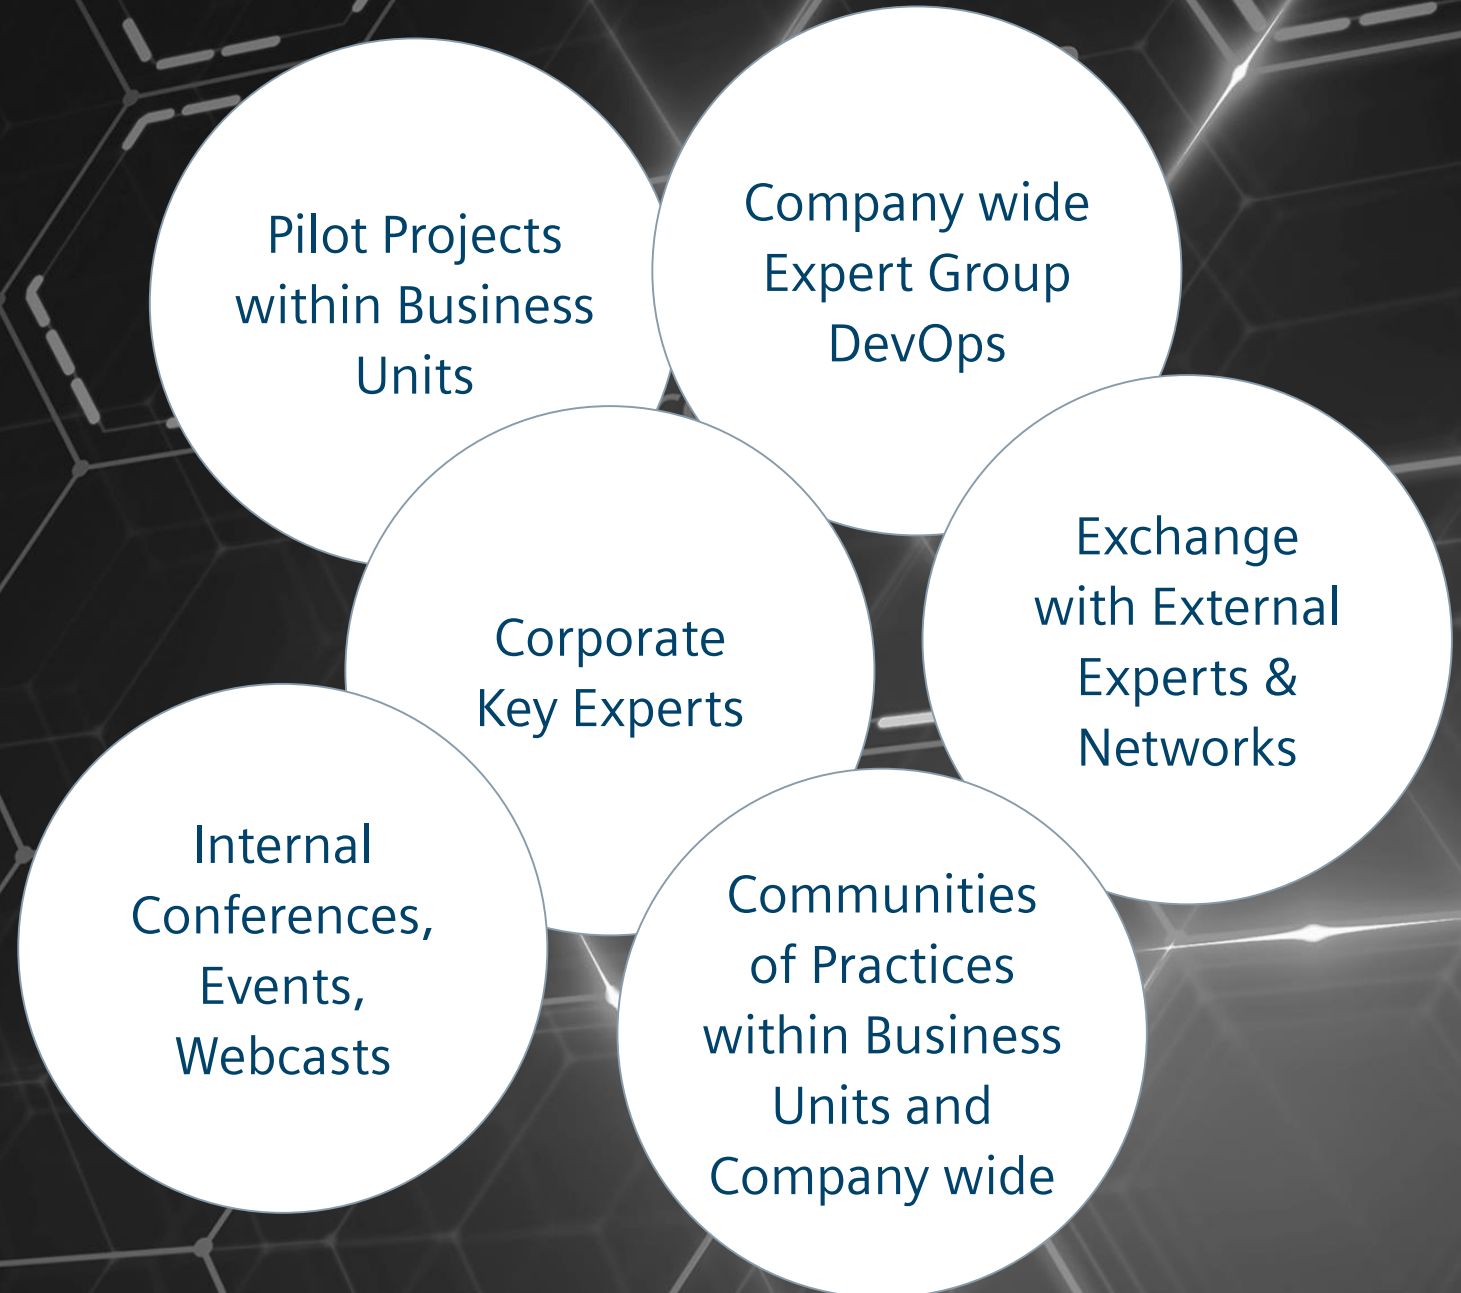 Pilot Projects
within Business
Units
Company wide
Expert Group
DevOps
Corporate
Key Experts
Exchange
with External
Experts &
Networks
Internal
Conferences,
Events,
Webcasts
Communities
of Practices
within Business
Units and
Company wide